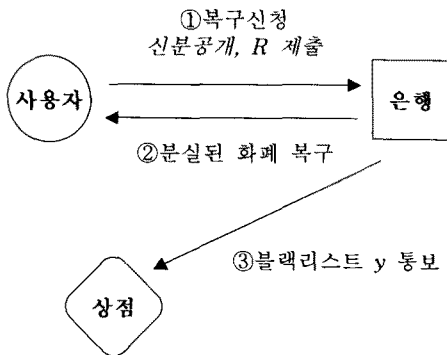 ①복구신청
신분공개, R 제출
사용자
은행
②분실된 화폐 복구
③블랙리스트 y 통보
상점